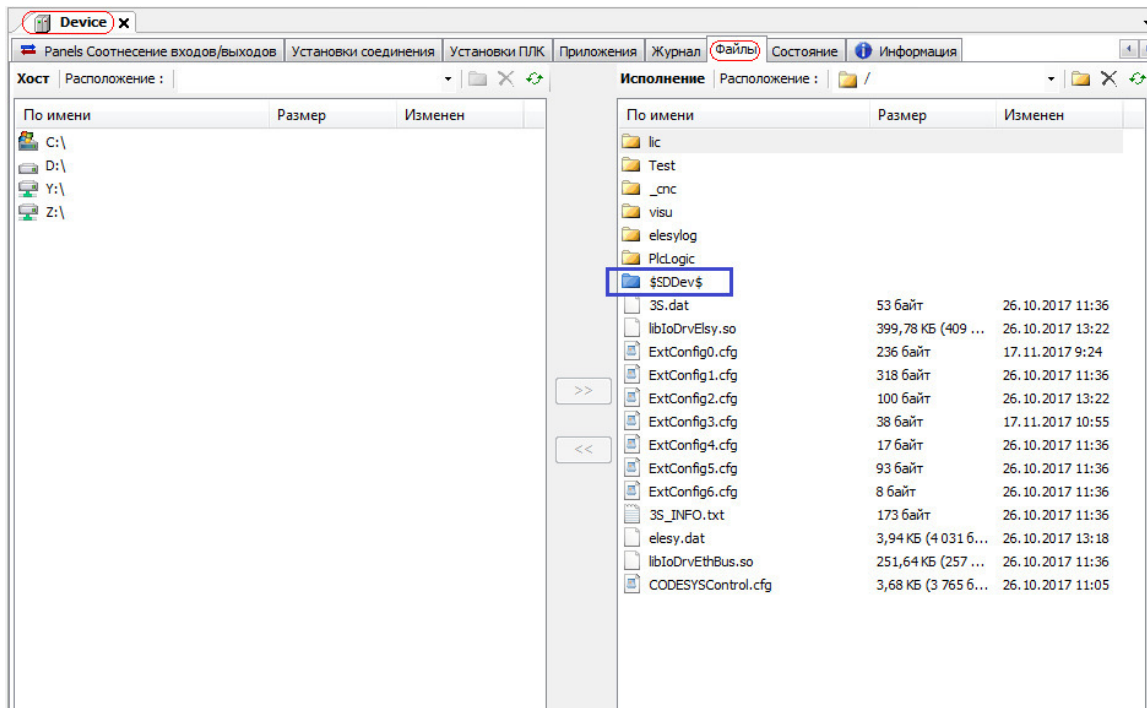 Device
Panels Соотнесение входов/выходов Установки соединения Установки ПЛК Приложения Журнал Файлы Состояние Информация
Хост Расположение : Исполнение Расположение : /
По имени Размер Изменен По имени Размер Изменен
C:\ lic
D:\ Test
Y:\ _cnc
Z:\ visu
elesylog
PlcLogic
$SDDev$
3S.dat 53 байт 26.10.2017 11:36
libIoDrvElsy.so 399,78 КБ (409 ... 26.10.2017 13:22
ExtConfig0.cfg 236 байт 17.11.2017 9:24
ExtConfig1.cfg 318 байт 26.10.2017 11:36
>> ExtConfig2.cfg 100 байт 26.10.2017 13:22
ExtConfig3.cfg 38 байт 17.11.2017 10:55
<< ExtConfig4.cfg 17 байт 26.10.2017 11:36
ExtConfig5.cfg 93 байт 26.10.2017 11:36
ExtConfig6.cfg 8 байт 26.10.2017 11:36
3S_INFO.txt 173 байт 26.10.2017 11:36
elesy.dat 3,94 КБ (4 031 б... 26.10.2017 13:18
libIoDrvEthBus.so 251,64 КБ (257 ... 26.10.2017 11:36
CODESYSControl.cfg 3,68 КБ (3 765 б... 26.10.2017 11:05